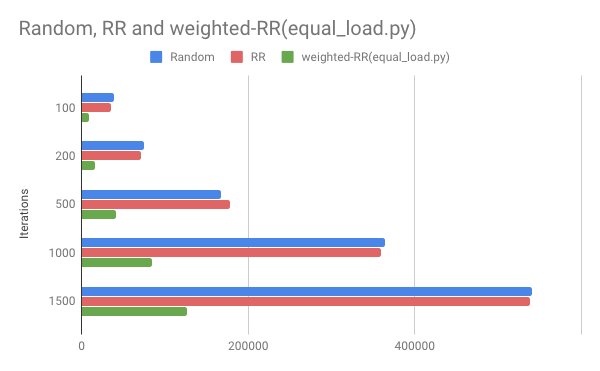 Random, RR and weighted-RR(equal_load.py)
Random RR weighted-RR(equal_load.py)
Iterations
100
200
500
1000
1500
0 200000 400000